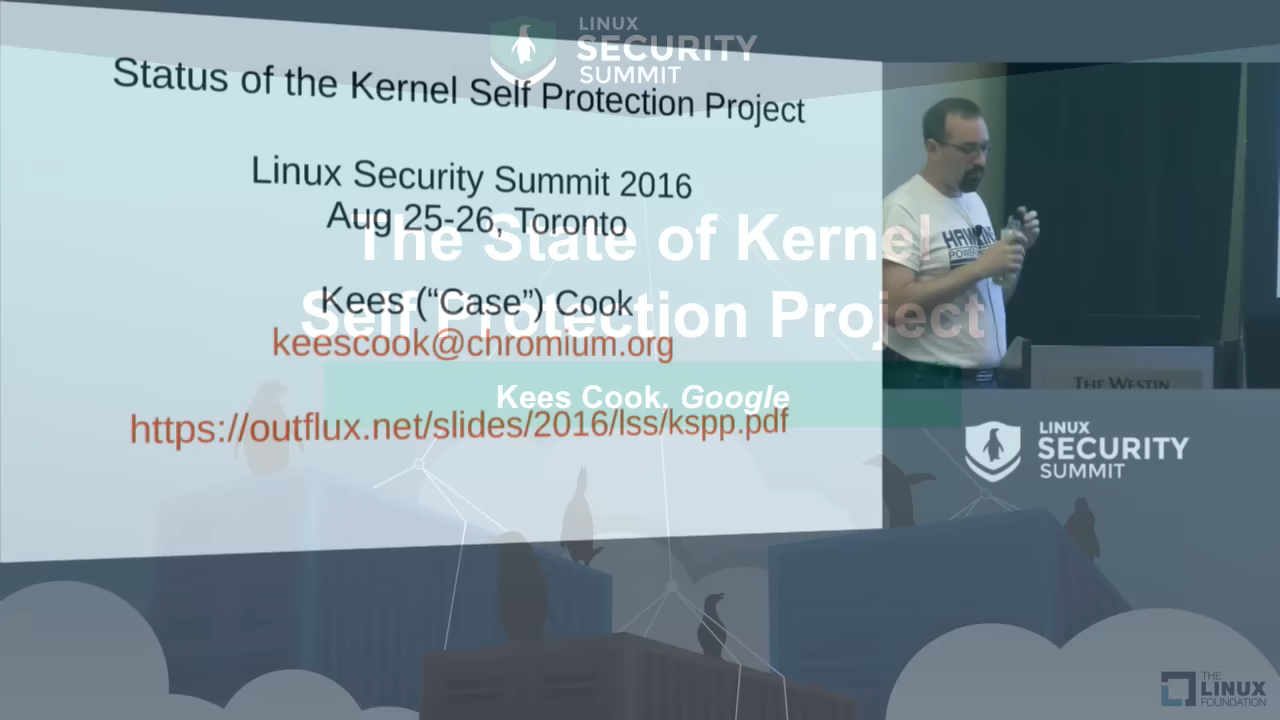 LINUX
SECURITY
SUMMIT
Status of the Kernel Self Protection Project
Linux Security Summit 2016
Aug 25-26, Toronto
Kees (“Case”) Cook
keescook@chromium.org
https://outflux.net/slides/2016/lss/kspp.pdf
The State of Kernel
Self Protection Project
Kees Cook, Google
THE WESTIN
LINUX
SECURITY
SUMMIT
THE
LINUX
FOUNDATION